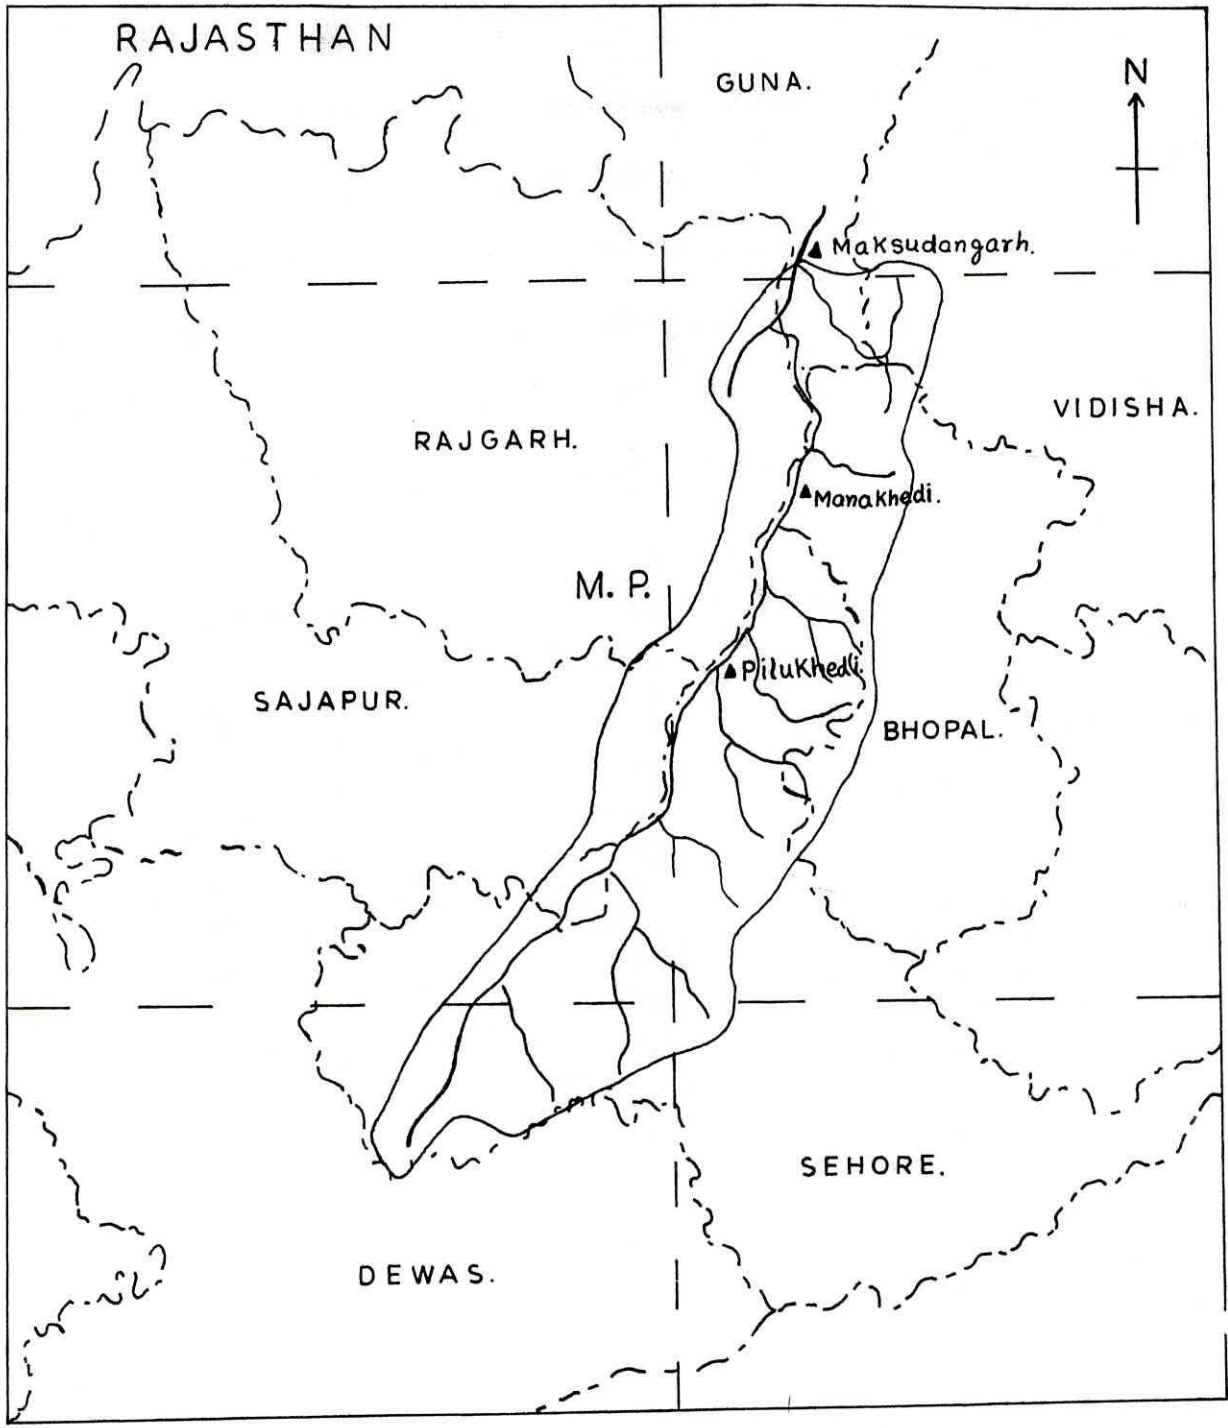 RAJASTHAN
GUNA.
N
Maksudangarh.
VIDISHA.
RAJGARH.
Manakhedi.
M. P.
Pilukhedi.
SAJAPUR.
BHOPAL.
SEHORE.
DEWAS.